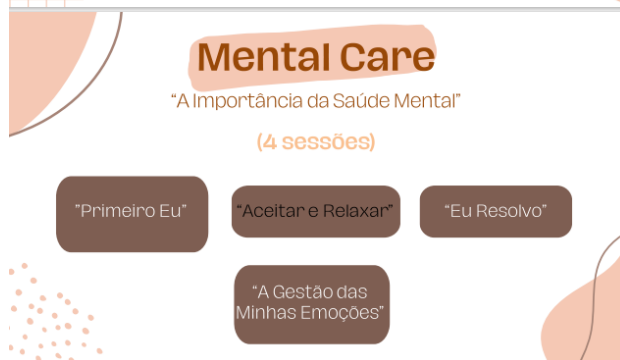 Mental Care
“A Importância da Saúde Mental”
(4 sessões)
”Primeiro Eu”
“Aceitar e Relaxar”
“Eu Resolvo”
“A Gestão das
Minhas Emoções”